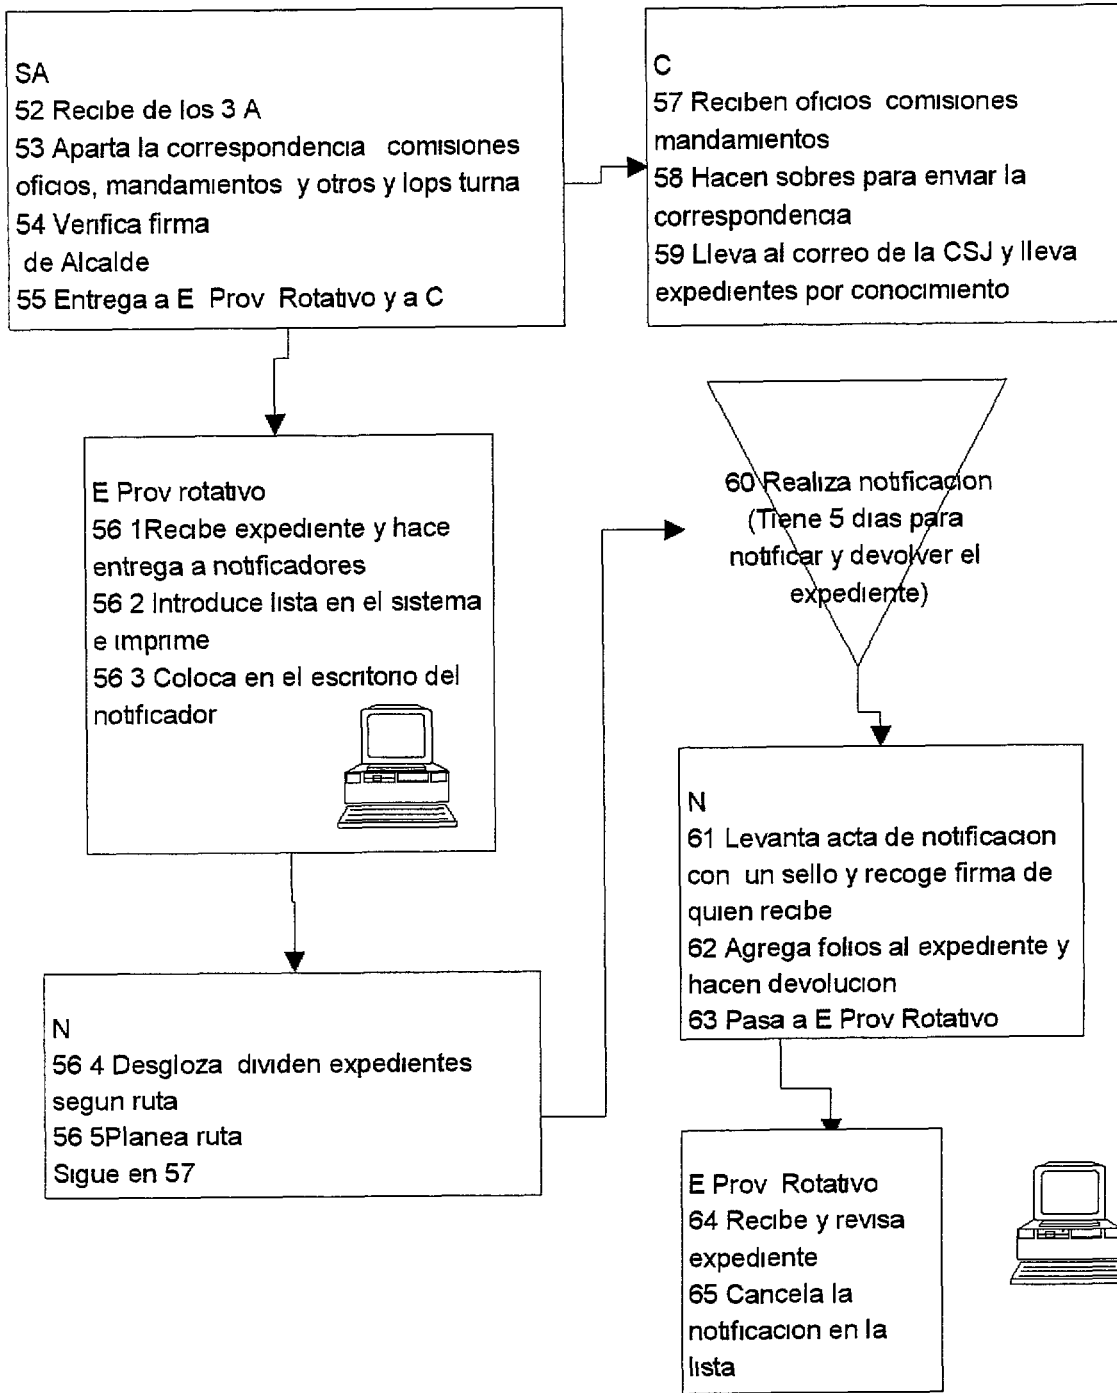 SA
52 Recibe de los 3 A
53 Aparta la correspondencia comisiones
oficios, mandamientos y otros y lops turna
54 Verifica firma
de Alcalde
55 Entrega a E Prov Rotativo y a C
C
57 Reciben oficios comisiones
mandamientos
58 Hacen sobres para enviar la
correspondencia
59 Lleva al correo de la CSJ y lleva
expedientes por conocimiento
E Prov rotativo
56 1Recibe expediente y hace
entrega a notificadores
56 2 Introduce lista en el sistema
e imprime
56 3 Coloca en el escritorio del
notificador
N
56 4 Desgloza dividen expedientes
segun ruta
56 5Planea ruta
Sigue en 57
60 Realiza notificacion
(Tiene 5 dias para
notificar y devolver el
expediente)
N
61 Levanta acta de notificacion
con un sello y recoge firma de
quien recibe
62 Agrega folios al expediente y
hacen devolucion
63 Pasa a E Prov Rotativo
E Prov Rotativo
64 Recibe y revisa
expediente
65 Cancela la
notificacion en la
lista